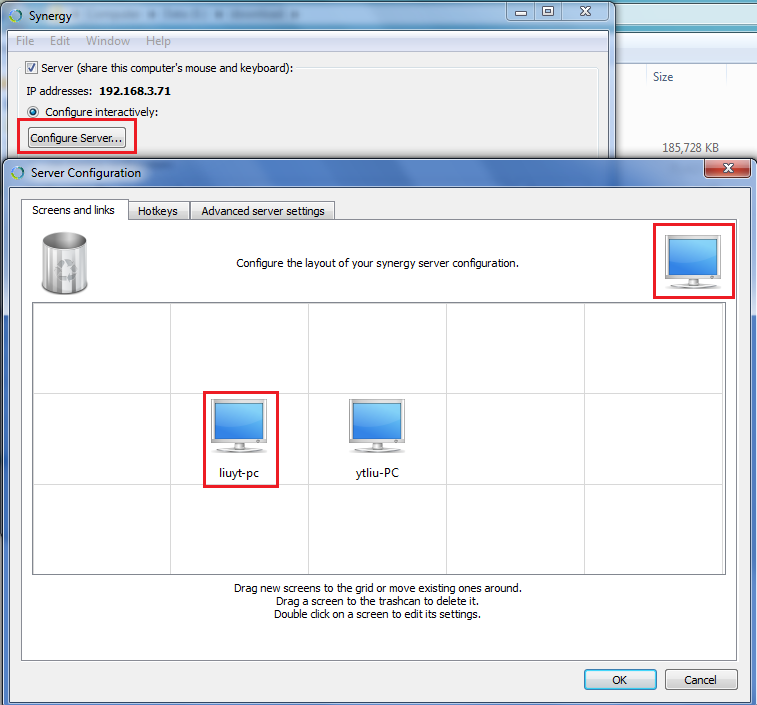 Synergy
File Edit Window Help
Server (share this computer's mouse and keyboard):
IP addresses: 192.168.3.71
Configure interactively:
Configure Server...
Size
185,728 KB
Server Configuration
Screens and links Hotkeys Advanced server settings
Configure the layout of your synergy server configuration.
liuyt-pc ytliu-PC
Drag new screens to the grid or move existing ones around.
Drag a screen to the trashcan to delete it.
Double click on a screen to edit its settings.
OK Cancel